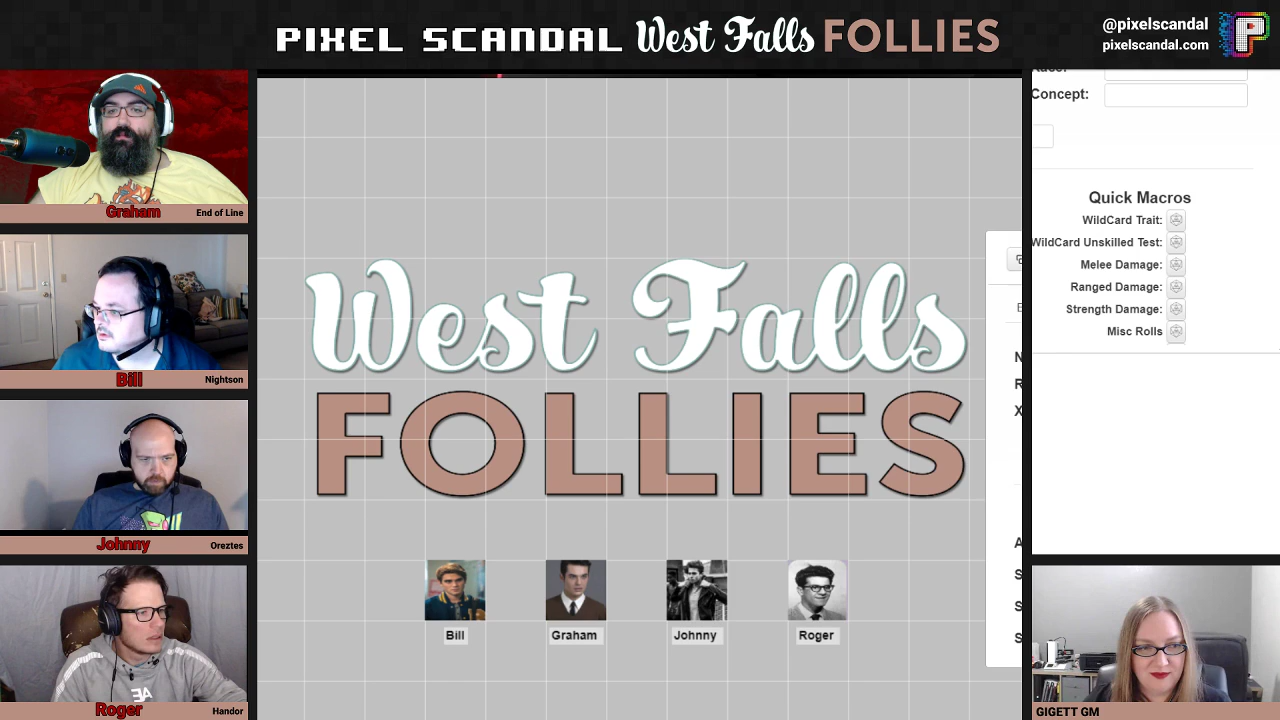 PIXEL SCANDAL West Falls FOLLIES
@pixelscandal
pixelscandal.com
Graham
End of Line
Bill
Nightson
Johnny
Oreztes
Roger
Handor
West Falls
FOLLIES
Bill
Graham
Johnny
Roger
Concept:
Quick Macros
WildCard Trait:
WildCard Unskilled Test:
Melee Damage:
Ranged Damage:
Strength Damage:
Misc Rolls
GIGETT GM